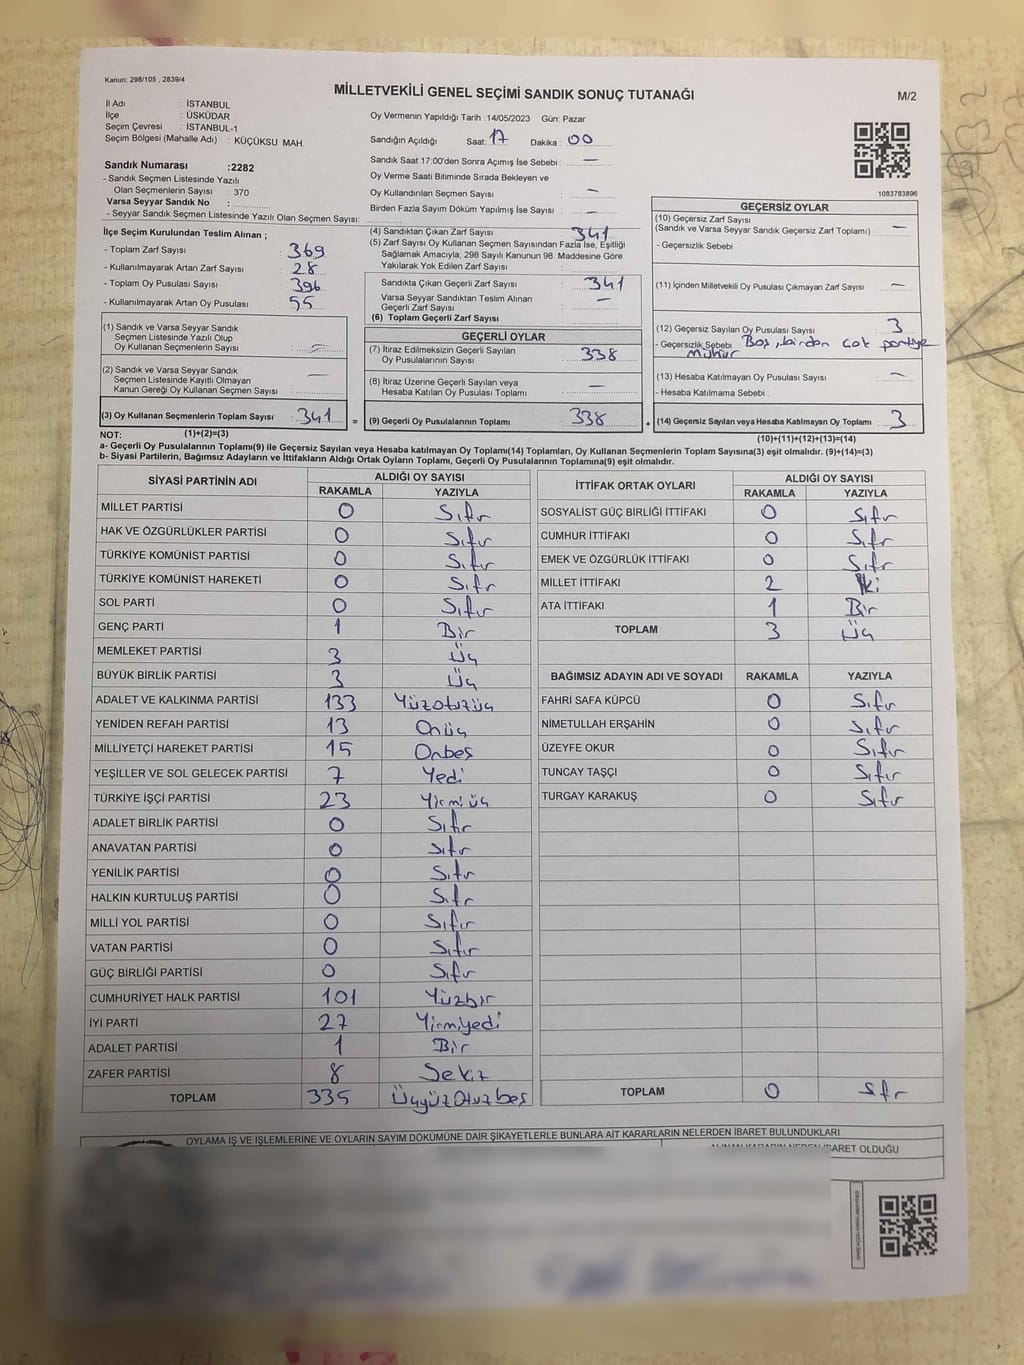 Kanun: 298/105 , 2839/4
MİLLETVEKİLİ GENEL SEÇİMİ SANDIK SONUÇ TUTANAĞI
M/2
İl Adı : İSTANBUL
İlçe : ÜSKÜDAR
Seçim Çevresi : İSTANBUL-1
Seçim Bölgesi (Mahalle Adı) : KÜÇÜKSU MAH.
Sandık Numarası :2282
- Sandık Seçmen Listesinde Yazılı
Olan Seçmenlerin Sayısı : 370
Varsa Seyyar Sandık No :
- Seyyar Sandık Seçmen Listesinde Yazılı Olan Seçmen Sayısı:
Oy Vermenin Yapıldığı Tarih :14/05/2023 Gün: Pazar
Sandığın Açıldığı Saat: 17 Dakika : 00
Sandık Saat 17:00'den Sonra Açımış İse Sebebi : —
Oy Verme Saati Bitiminde Sırada Bekleyen ve
Oy Kullandırılan Seçmen Sayısı : —
Birden Fazla Sayım Döküm Yapılmış İse Sayısı : —
1083783896
İlçe Seçim Kurulundan Teslim Alınan ;
- Toplam Zarf Sayısı : 369
- Kullanılmayarak Artan Zarf Sayısı : 28
- Toplam Oy Pusulası Sayısı : 396
- Kullanılmayarak Artan Oy Pusulası : 55
(1) Sandık ve Varsa Seyyar Sandık
Seçmen Listesinde Yazılı Olup
Oy Kullanan Seçmenlerin Sayısı :
(2) Sandık ve Varsa Seyyar Sandık
Seçmen Listesinde Kayıtlı Olmayan
Kanun Gereği Oy Kullanan Seçmen Sayısı : —
(3) Oy Kullanan Seçmenlerin Toplam Sayısı : 341
(1)+(2)=(3)
(4) Sandıktan Çıkan Zarf Sayısı : 341
(5) Zarf Sayısı Oy Kullanan Seçmen Sayısından Fazla İse, Eşitliği
Sağlamak Amacıyla; 298 Sayılı Kanunun 98. Maddesine Göre
Yakılarak Yok Edilen Zarf Sayısı :
Sandıkta Çıkan Geçerli Zarf Sayısı : 341
Varsa Seyyar Sandıktan Teslim Alınan
Geçerli Zarf Sayısı : —
(6) Toplam Geçerli Zarf Sayısı :
GEÇERLİ OYLAR
(7) İtiraz Edilmeksizin Geçerli Sayılan
Oy Pusulalarının Sayısı : 338
(8) İtiraz Üzerine Geçerli Sayılan veya
Hesaba Katılan Oy Pusulaları Toplamı : —
= (9) Geçerli Oy Pusulalarının Toplamı : 338
GEÇERSİZ OYLAR
(10) Geçersiz Zarf Sayısı
(Sandık ve Varsa Seyyar Sandık Geçersiz Zarf Toplamı) : —
- Geçersizlik Sebebi :
(11) İçinden Milletvekili Oy Pusulası Çıkmayan Zarf Sayısı : —
(12) Geçersiz Sayılan Oy Pusulası Sayısı : 3
- Geçersizlik Sebebi : Boş, birden cok partiye
mühür
(13) Hesaba Katılmayan Oy Pusulası Sayısı : —
- Hesaba Katılmama Sebebi :
+ (14) Geçersiz Sayılan veya Hesaba Katılmayan Oy Toplamı : 3
(10)+(11)+(12)+(13)=(14)
NOT:
a- Geçerli Oy Pusulalarının Toplamı(9) ile Geçersiz Sayılan veya Hesaba katılmayan Oy Toplamı(14) Toplamları, Oy Kullanan Seçmenlerin Toplam Sayısına(3) eşit olmalıdır. (9)+(14)=(3)
b- Siyasi Partilerin, Bağımsız Adayların ve İttifakların Aldığı Oyların Toplamı, Geçerli Oy Pusulalarının Toplamına(9) eşit olmalıdır.
SİYASİ PARTİNİN ADI ALDIĞI OY SAYISI
RAKAMLA YAZIYLA
MİLLET PARTİSİ 0 Sıfır
HAK VE ÖZGÜRLÜKLER PARTİSİ 0 Sıfır
TÜRKİYE KOMÜNİST PARTİSİ 0 Sıfır
TÜRKİYE KOMÜNİST HAREKETİ 0 Sıfır
SOL PARTİ 0 Sıfır
GENÇ PARTİ 1 Bir
MEMLEKET PARTİSİ 3 Üç
BÜYÜK BİRLİK PARTİSİ 3 Üç
ADALET VE KALKINMA PARTİSİ 133 Yüzotuzüç
YENİDEN REFAH PARTİSİ 13 Onüç
MİLLİYETÇİ HAREKET PARTİSİ 15 Onbeş
YEŞİLLER VE SOL GELECEK PARTİSİ 7 Yedi
TÜRKİYE İŞÇİ PARTİSİ 23 Yirmiüç
ADALET BİRLİK PARTİSİ 0 Sıfır
ANAVATAN PARTİSİ 0 Sıfır
YENİLİK PARTİSİ 0 Sıfır
HALKIN KURTULUŞ PARTİSİ 0 Sıfır
MİLLİ YOL PARTİSİ 0 Sıfır
VATAN PARTİSİ 0 Sıfır
GÜÇ BİRLİĞİ PARTİSİ 0 Sıfır
CUMHURİYET HALK PARTİSİ 101 Yüzbir
İYİ PARTİ 27 Yirmiyedi
ADALET PARTİSİ 1 Bir
ZAFER PARTİSİ 8 Sekiz
TOPLAM 335 Üçyüzotuzbeş
İTTİFAK ORTAK OYLARI ALDIĞI OY SAYISI
RAKAMLA YAZIYLA
SOSYALİST GÜÇ BİRLİĞİ İTTİFAKI 0 Sıfır
CUMHUR İTTİFAKI 0 Sıfır
EMEK VE ÖZGÜRLÜK İTTİFAKI 0 Sıfır
MİLLET İTTİFAKI 2 İki
ATA İTTİFAKI 1 Bir
TOPLAM 3 Üç
BAĞIMSIZ ADAYIN ADI VE SOYADI RAKAMLA YAZIYLA
FAHRİ SAFA KÜPCÜ 0 Sıfır
NİMETULLAH ERŞAHİN 0 Sıfır
ÜZEYFE OKUR 0 Sıfır
TUNCAY TAŞÇI 0 Sıfır
TURGAY KARAKUŞ 0 Sıfır
TOPLAM 0 Sıfır
OYLAMA İŞ VE İŞLEMLERİNE VE OYLARIN SAYIM DÖKÜMÜNE DAİR ŞİKAYETLERLE BUNLARA AİT KARARLARIN NELERDEN İBARET BULUNDUKLARI
ALINAN KARARIN NEDEN İBARET OLDUĞU